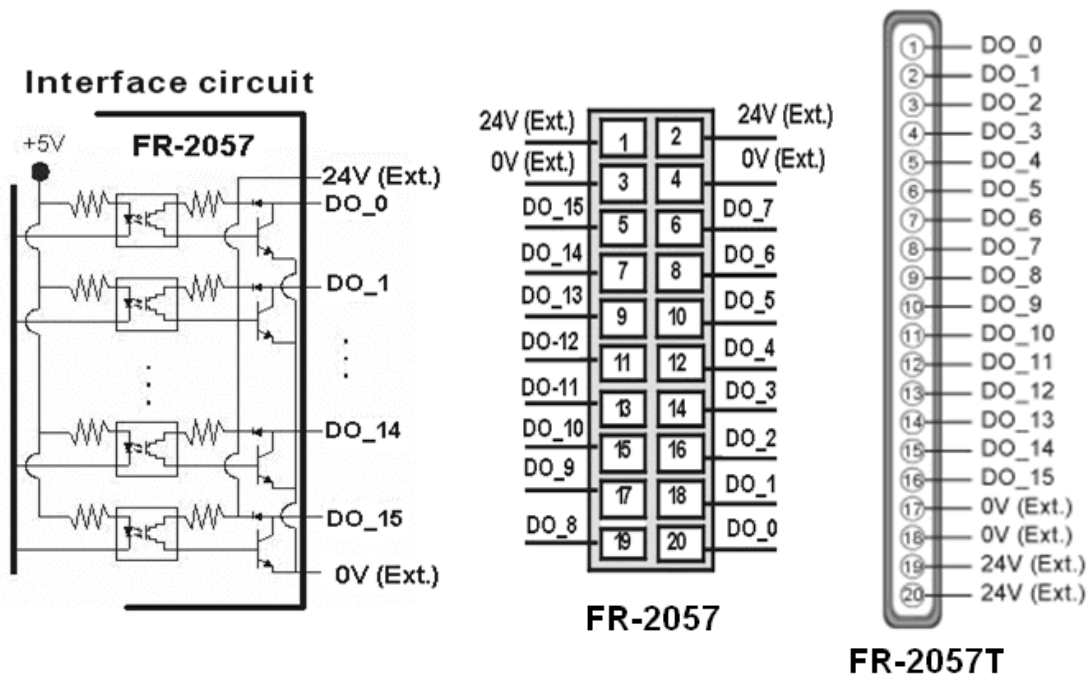 Interface circuit
FR-2057
+5V
24V (Ext.)
DO_0
DO_1
DO_14
DO_15
0V (Ext.)
24V (Ext.) 1 2 24V (Ext.)
0V (Ext.) 3 4 0V (Ext.)
DO_15 5 6 DO_7
DO_14 7 8 DO_6
DO_13 9 10 DO_5
DO-12 11 12 DO_4
DO-11 13 14 DO_3
DO_10 15 16 DO_2
DO_9 17 18 DO_1
DO_8 19 20 DO_0
FR-2057
1 DO_0
2 DO_1
3 DO_2
4 DO_3
5 DO_4
6 DO_5
7 DO_6
8 DO_7
9 DO_8
10 DO_9
11 DO_10
12 DO_11
13 DO_12
14 DO_13
15 DO_14
16 DO_15
17 0V (Ext.)
18 0V (Ext.)
19 24V (Ext.)
20 24V (Ext.)
FR-2057T